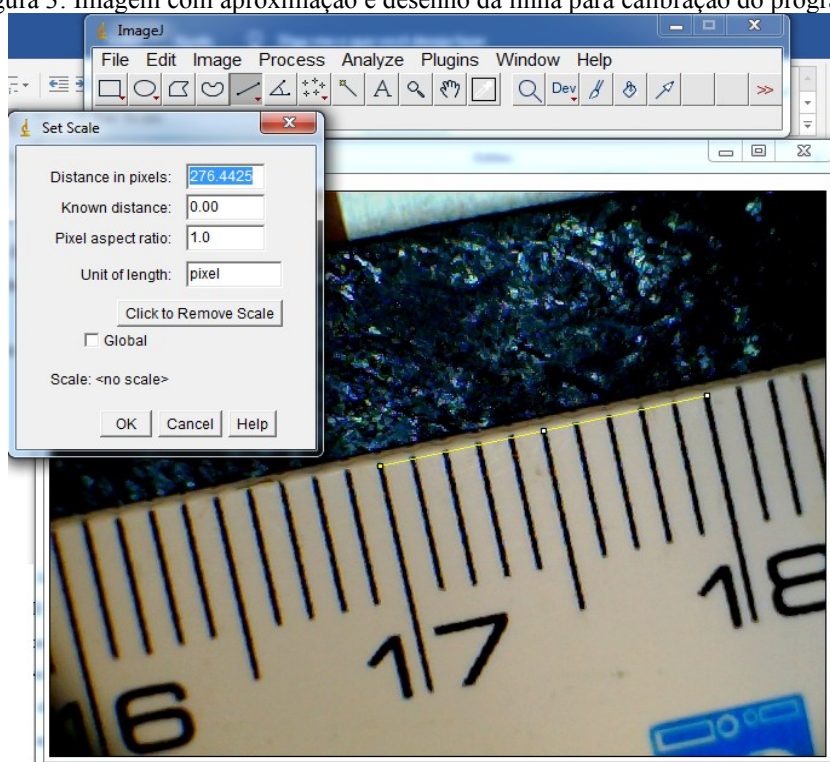 gura 3: Imagem com aproximação e desenho da linha para calibração do progra
ImageJ
File Edit Image Process Analyze Plugins Window Help
Dev
>>
Set Scale
Distance in pixels: 276.4425
Known distance: 0.00
Pixel aspect ratio: 1.0
Unit of length: pixel
Click to Remove Scale
Global
Scale: <no scale>
OK Cancel Help
16 17 18